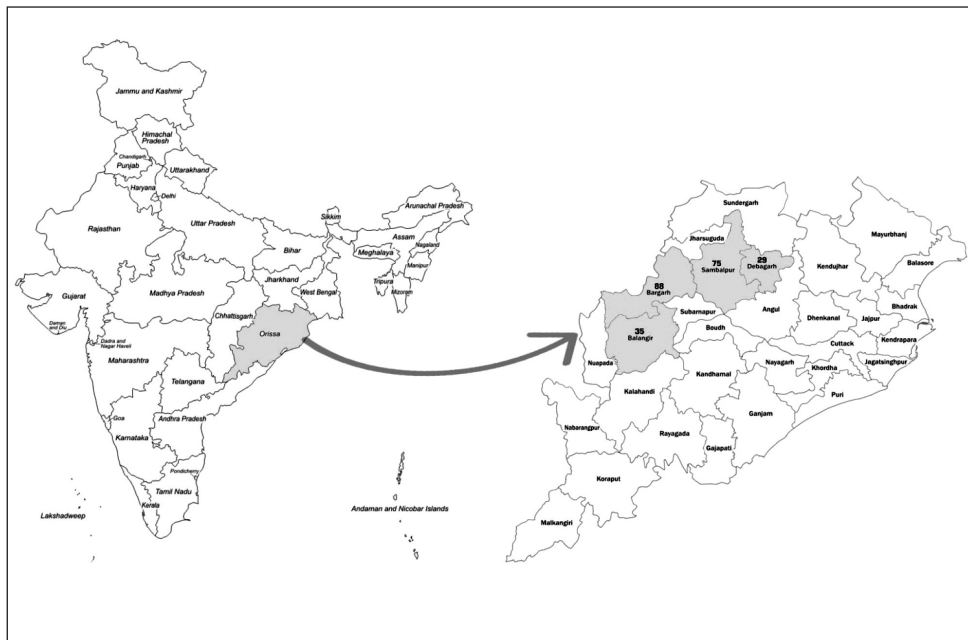 Jammu and Kashmir
Himachal
Pradesh
Chandigarh
Punjab
Uttarakhand
Haryana
Delhi
Rajasthan
Uttar Pradesh
Sikkim
Arunachal Pradesh
Assam
Nagaland
Meghalaya
Manipur
Tripura
Mizoram
Bihar
Jharkhand
West Bengal
Gujarat
Madhya Pradesh
Chhattisgarh
Daman
and Diu
Dadra and
Nagar Haveli
Orissa
Maharashtra
Telangana
Goa
Andhra Pradesh
Karnataka
Pondicherry
Tamil Nadu
Kerala
Lakshadweep
Andaman and Nicobar Islands
Sundergarh
Jharsuguda
75
Sambalpur
29
Debagarh
Kendujhar
Mayurbhanj
Balasore
88
Bargarh
Subarnapur
Angul
Bhadrak
Dhenkanal
Jajpur
35
Balangir
Boudh
Cuttack
Kendrapara
Nuapada
Kandhamal
Nayagarh
Khordha
Jagatsinghpur
Kalahandi
Puri
Ganjam
Nabarangpur
Rayagada
Gajapati
Koraput
Malkangiri